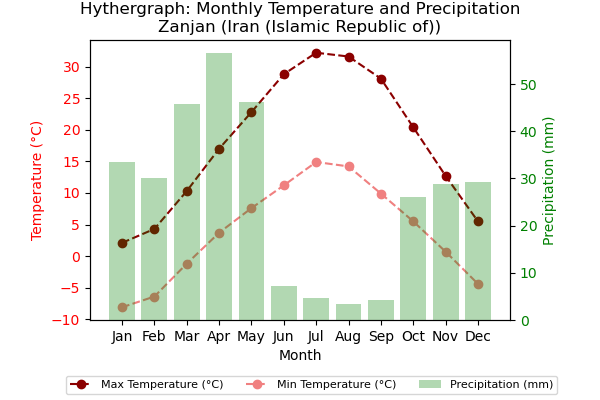 Hythergraph: Monthly Temperature and Precipitation
Zanjan (Iran (Islamic Republic of))
Temperature (°C)
30
25
20
15
10
5
0
−5
−10
50
40
30
20
10
0
Precipitation (mm)
Jan Feb Mar Apr May Jun Jul Aug Sep Oct Nov Dec
Month
Max Temperature (°C) Min Temperature (°C) Precipitation (mm)